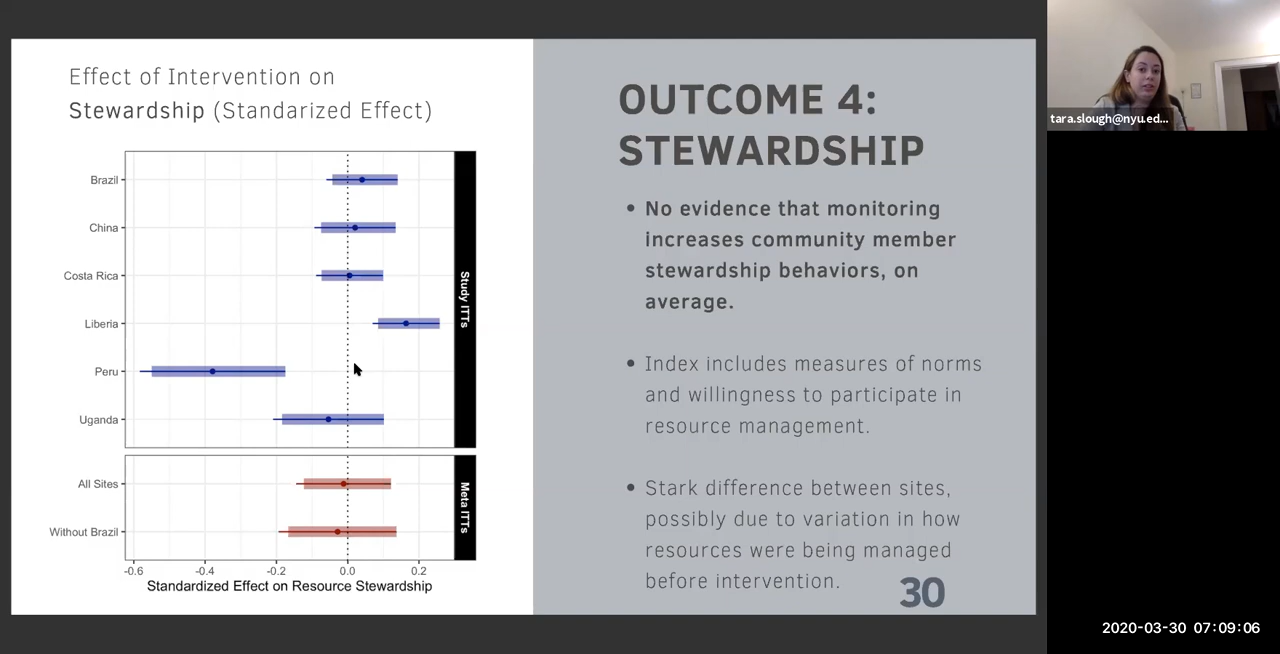 Effect of Intervention on
Stewardship (Standarized Effect)
Brazil
China
Costa Rica
Liberia
Peru
Uganda
Study ITTs
All Sites
Without Brazil
Meta ITTs
-0.6 -0.4 -0.2 0.0 0.2
Standardized Effect on Resource Stewardship
OUTCOME 4:
STEWARDSHIP
• No evidence that monitoring
increases community member
stewardship behaviors, on
average.
• Index includes measures of norms
and willingness to participate in
resource management.
• Stark difference between sites,
possibly due to variation in how
resources were being managed
before intervention.
30
tara.slough@nyu.ed...
2020-03-30 07:09:06